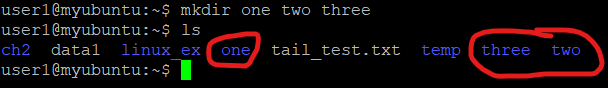 user1@myubuntu:~$ mkdir one two three
user1@myubuntu:~$ ls
ch2  data1  linux_ex  one  tail_test.txt  temp  three  two
user1@myubuntu:~$